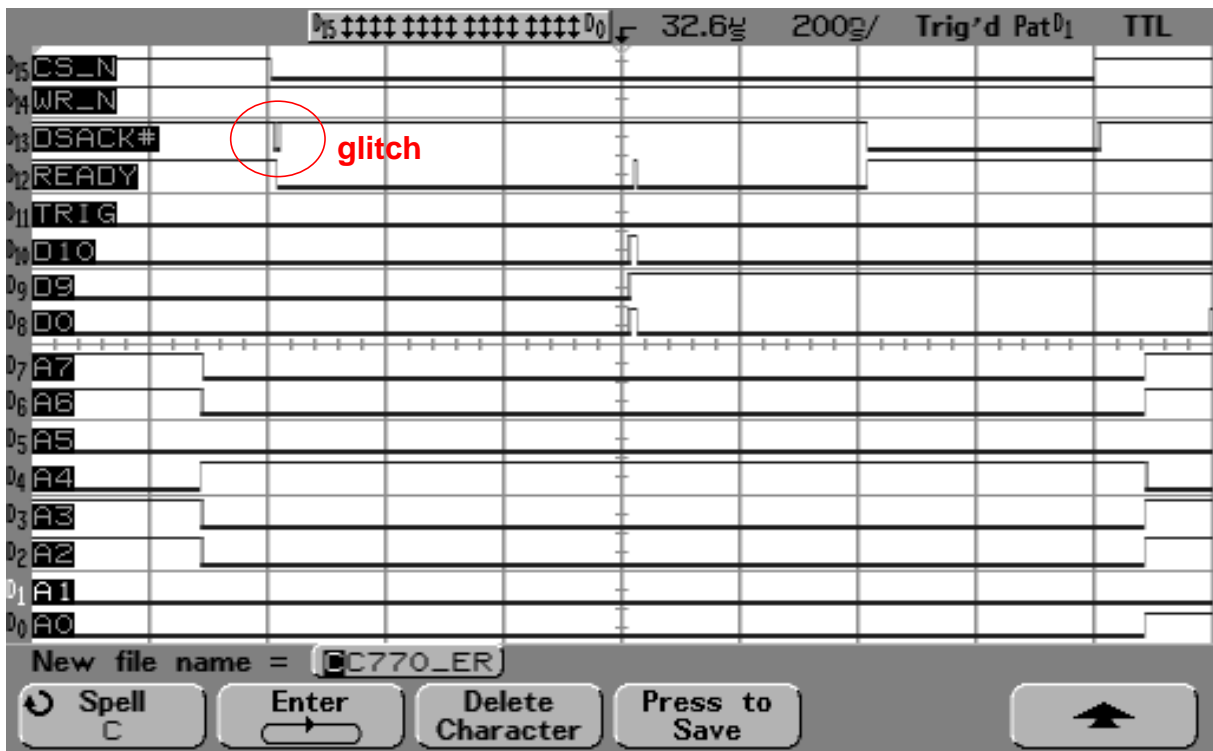 D15 ↕↕↕↕ ↕↕↕↕ ↕↕↕↕ ↕↕↕↕ D0 32.6µs 200ns/ Trig'd Pat D1 TTL
D15 CS_N
D14 WR_N
D13 DSACK#
glitch
D12 READY
D11 TRIG
D10 D10
D9 D9
D8 D0
D7 A7
D6 A6
D5 A5
D4 A4
D3 A3
D2 A2
D1 A1
D0 A0
New file name = CC770_ER
Spell
C
Enter
Delete
Character
Press to
Save